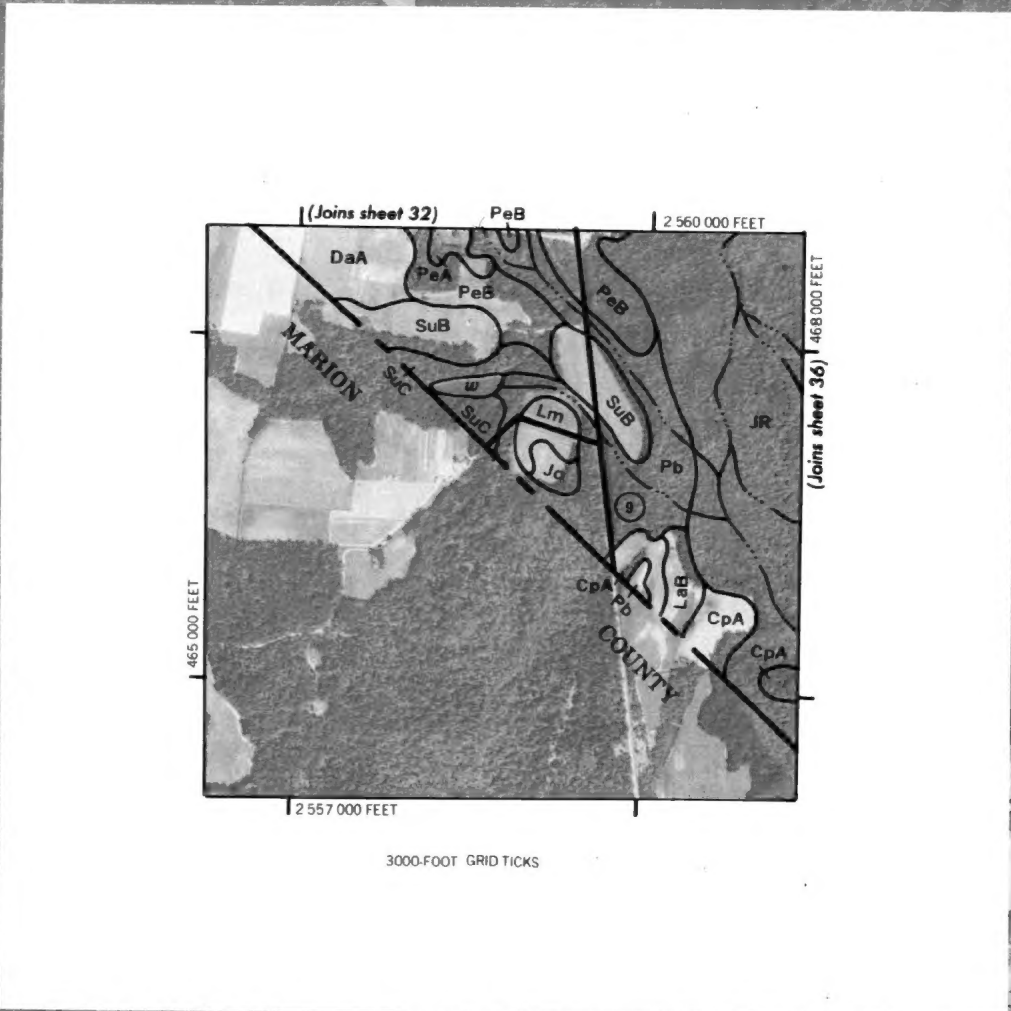 (Joins sheet 32)
PeB
2 560 000 FEET
DaA
PeA
PeB
PeB
468 000 FEET
SuB
MARION
SuC
w
SuC
Lm
SuB
JR
(Joins sheet 36)
Pb
9
CpA
Pb
LaB
CpA
CpA
COUNTY
465 000 FEET
2 557 000 FEET
3000-FOOT GRID TICKS